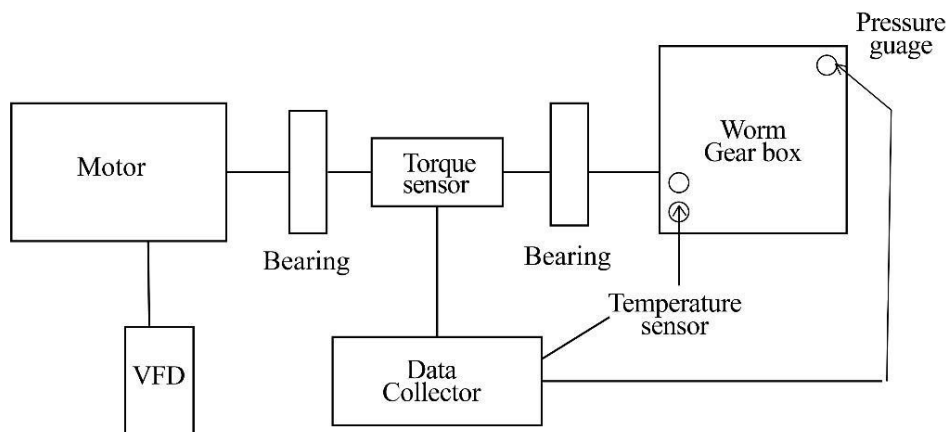 Pressure
guage
Motor
Torque
sensor
Worm
Gear box
Bearing
Bearing
Temperature
sensor
VFD
Data
Collector